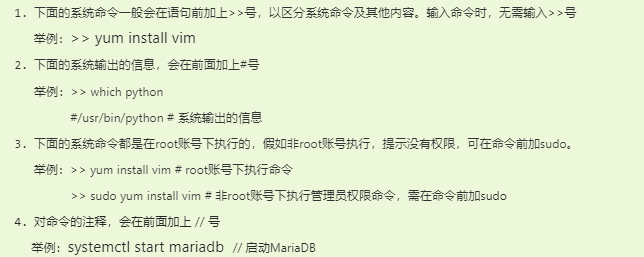 1. 下面的系统命令一般会在语句前加上>>号，以区分系统命令及其他内容。输入命令时，无需输入>>号
举例：>> yum install vim
2. 下面的系统输出的信息，会在前面加上#号
举例：>> which python
#/usr/bin/python # 系统输出的信息
3. 下面的系统命令都是在root账号下执行的，假如非root账号执行，提示没有权限，可在命令前加sudo。
举例：>> yum install vim # root账号下执行命令
>> sudo yum install vim # 非root账号下执行管理员权限命令，需在命令前加sudo
4. 对命令的注释，会在前面加上 // 号
举例：systemctl start mariadb // 启动MariaDB